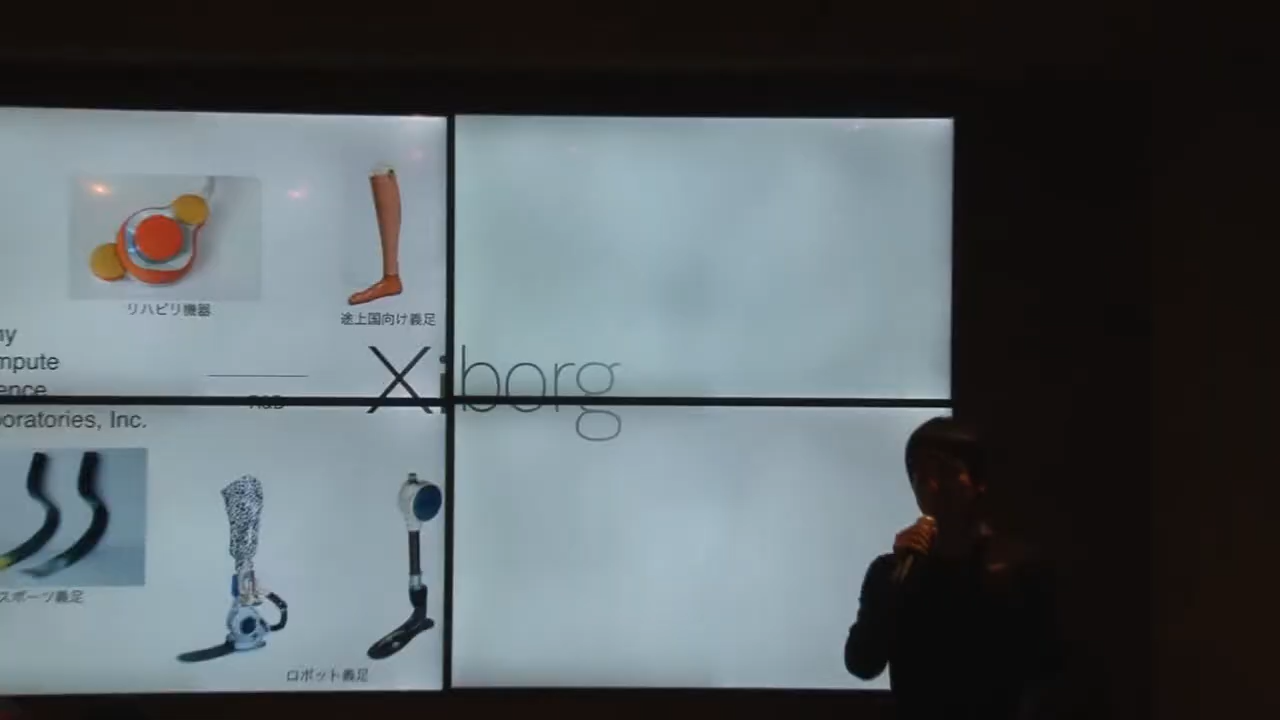 リハビリ機器
途上国向け義足
ny
mpute
ence
oratories, Inc.
R&D
Xiborg
スポーツ義足
ロボット義足